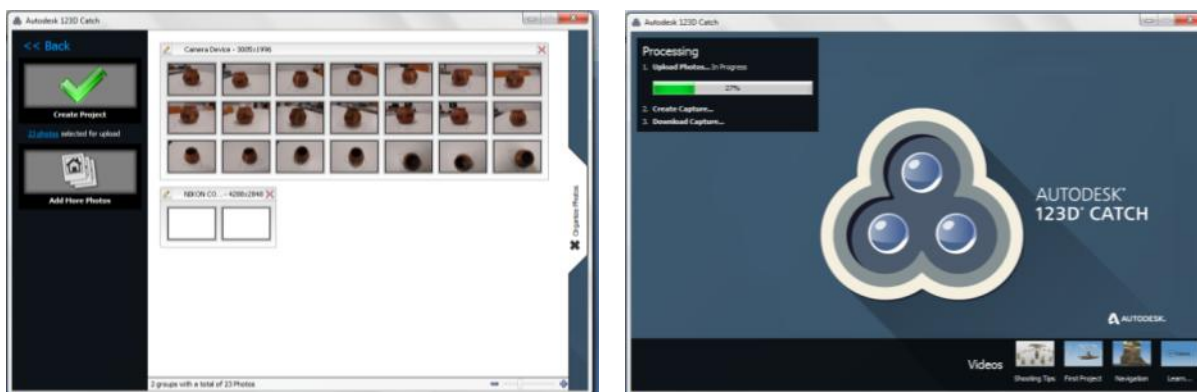 Autodesk 123D Catch
<< Back
Camera Device - 3005x1996
Create Project
23 photos selected for upload
Add More Photos
NIKON CO... - 4288x2848
Organize Photos
2 groups with a total of 23 Photos
Autodesk 123D Catch
Processing
1. Upload Photos... In Progress
27%
2. Create Capture...
3. Download Capture...
AUTODESK®
123D® CATCH
AUTODESK.
Videos
Shooting Tips
First Project
Navigation
Learn...